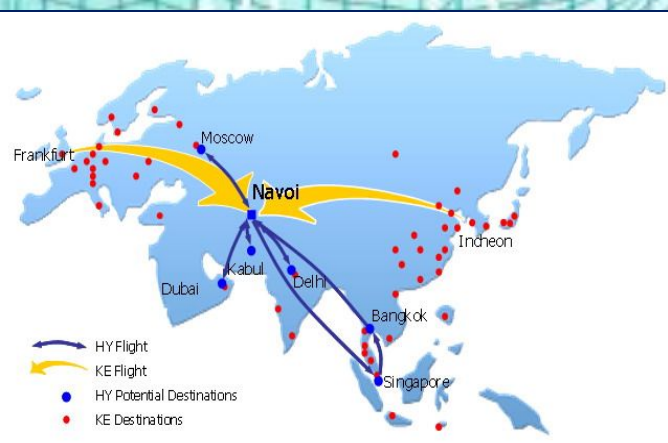 Moscow
Frankfurt
Navoi
Incheon
Kabul
Delhi
Dubai
Bangkok
Singapore
HY Flight
KE Flight
HY Potential Destinations
KE Destinations